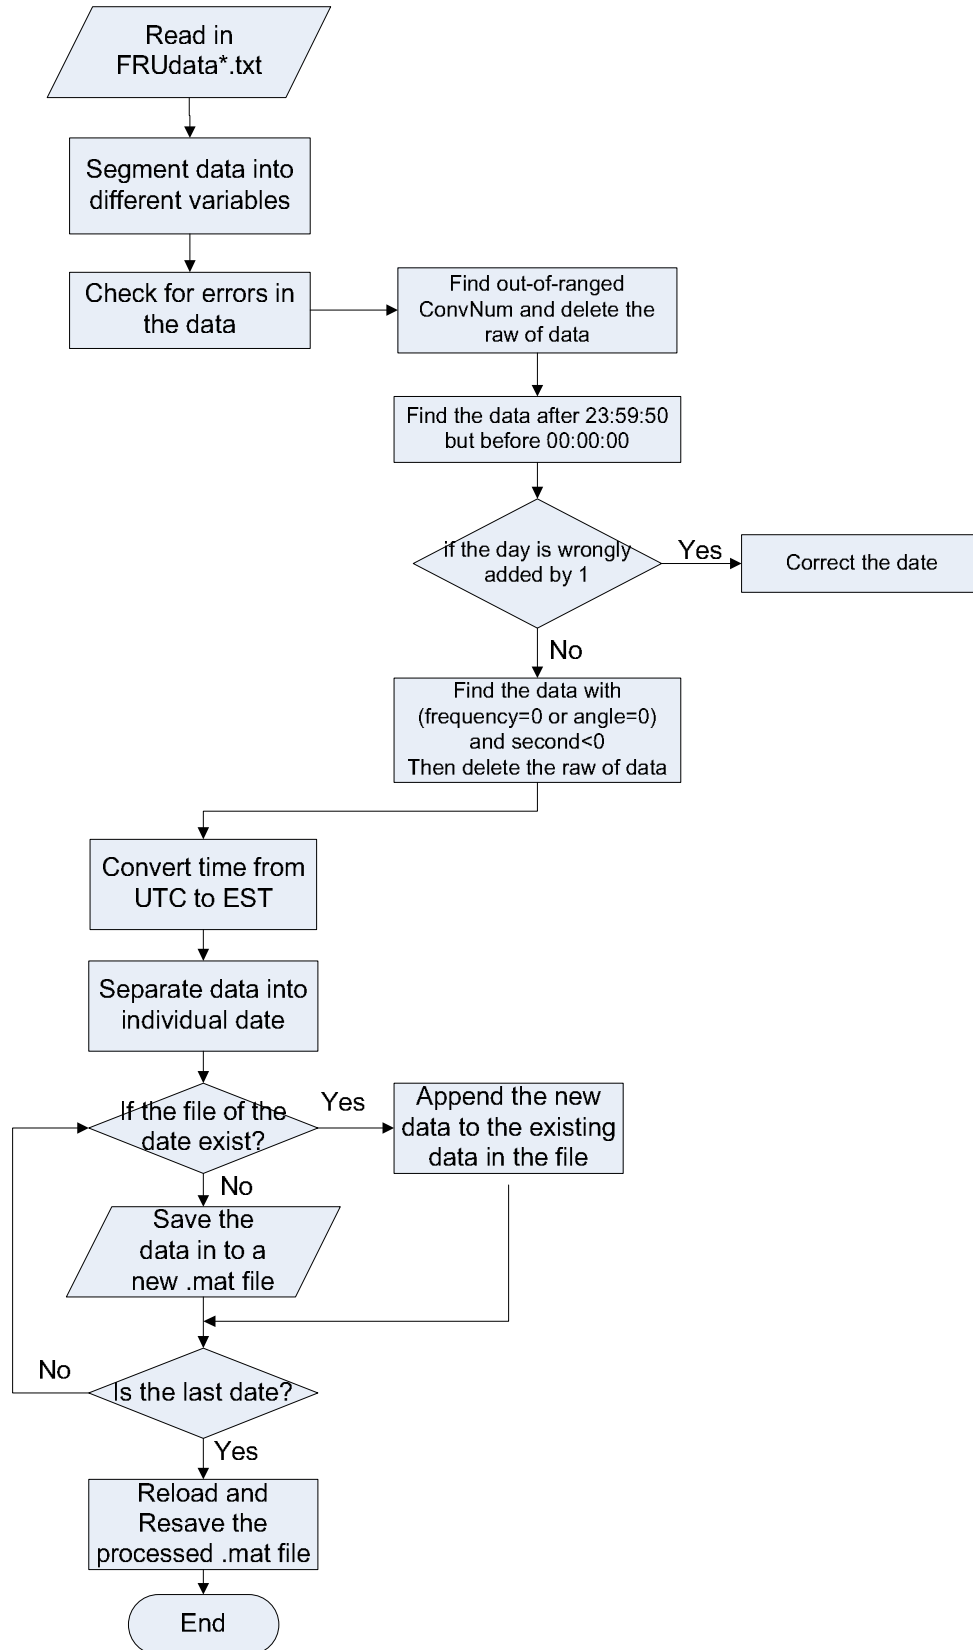 Read in
FRUdata*.txt
Segment data into
different variables
Check for errors in
the data
Find out-of-ranged
ConvNum and delete the
raw of data
Find the data after 23:59:50
but before 00:00:00
if the day is wrongly
added by 1
Yes
Correct the date
No
Find the data with
(frequency=0 or angle=0)
and second<0
Then delete the raw of data
Convert time from
UTC to EST
Separate data into
individual date
If the file of the
date exist?
Yes
Append the new
data to the existing
data in the file
No
Save the
data in to a
new .mat file
No
Is the last date?
Yes
Reload and
Resave the
processed .mat file
End